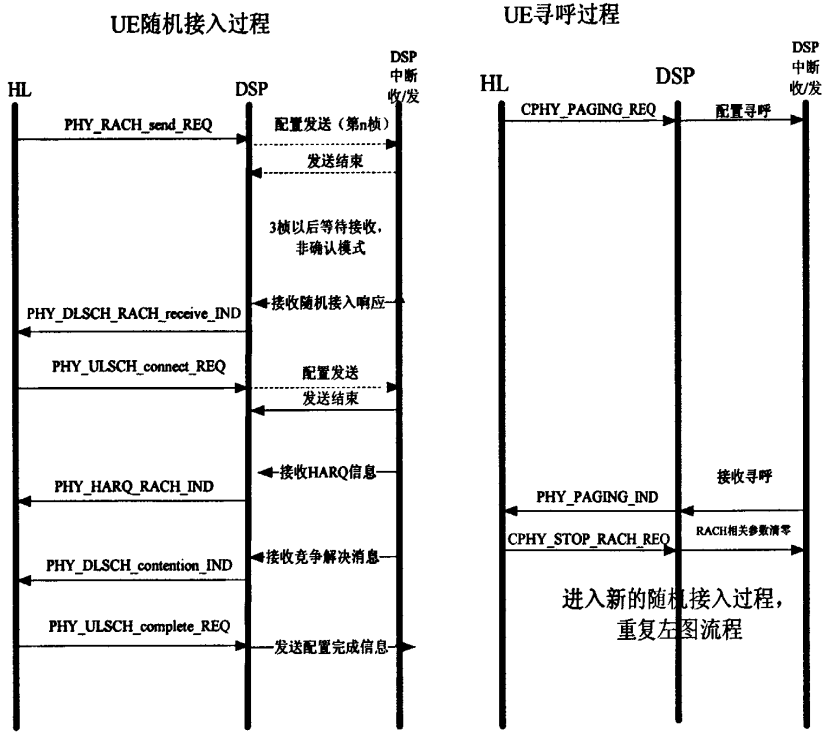 UE随机接入过程
HL
DSP
DSP
中断
收/发
PHY_RACH_send_REQ
配置发送（第n桢）
发送结束
3桢以后等待接收，
非确认模式
接收随机接入响应
PHY_DLSCH_RACH_receive_IND
PHY_ULSCH_connect_REQ
配置发送
发送结束
接收HARQ信息
PHY_HARQ_RACH_IND
接收竞争解决消息
PHY_DLSCH_contention_IND
PHY_ULSCH_complete_REQ
发送配置完成信息
UE寻呼过程
HL
DSP
DSP
中断
收/发
CPHY_PAGING_REQ
配置寻呼
接收寻呼
PHY_PAGING_IND
CPHY_STOP_RACH_REQ
RACH相关参数清零
进入新的随机接入过程，
重复左图流程